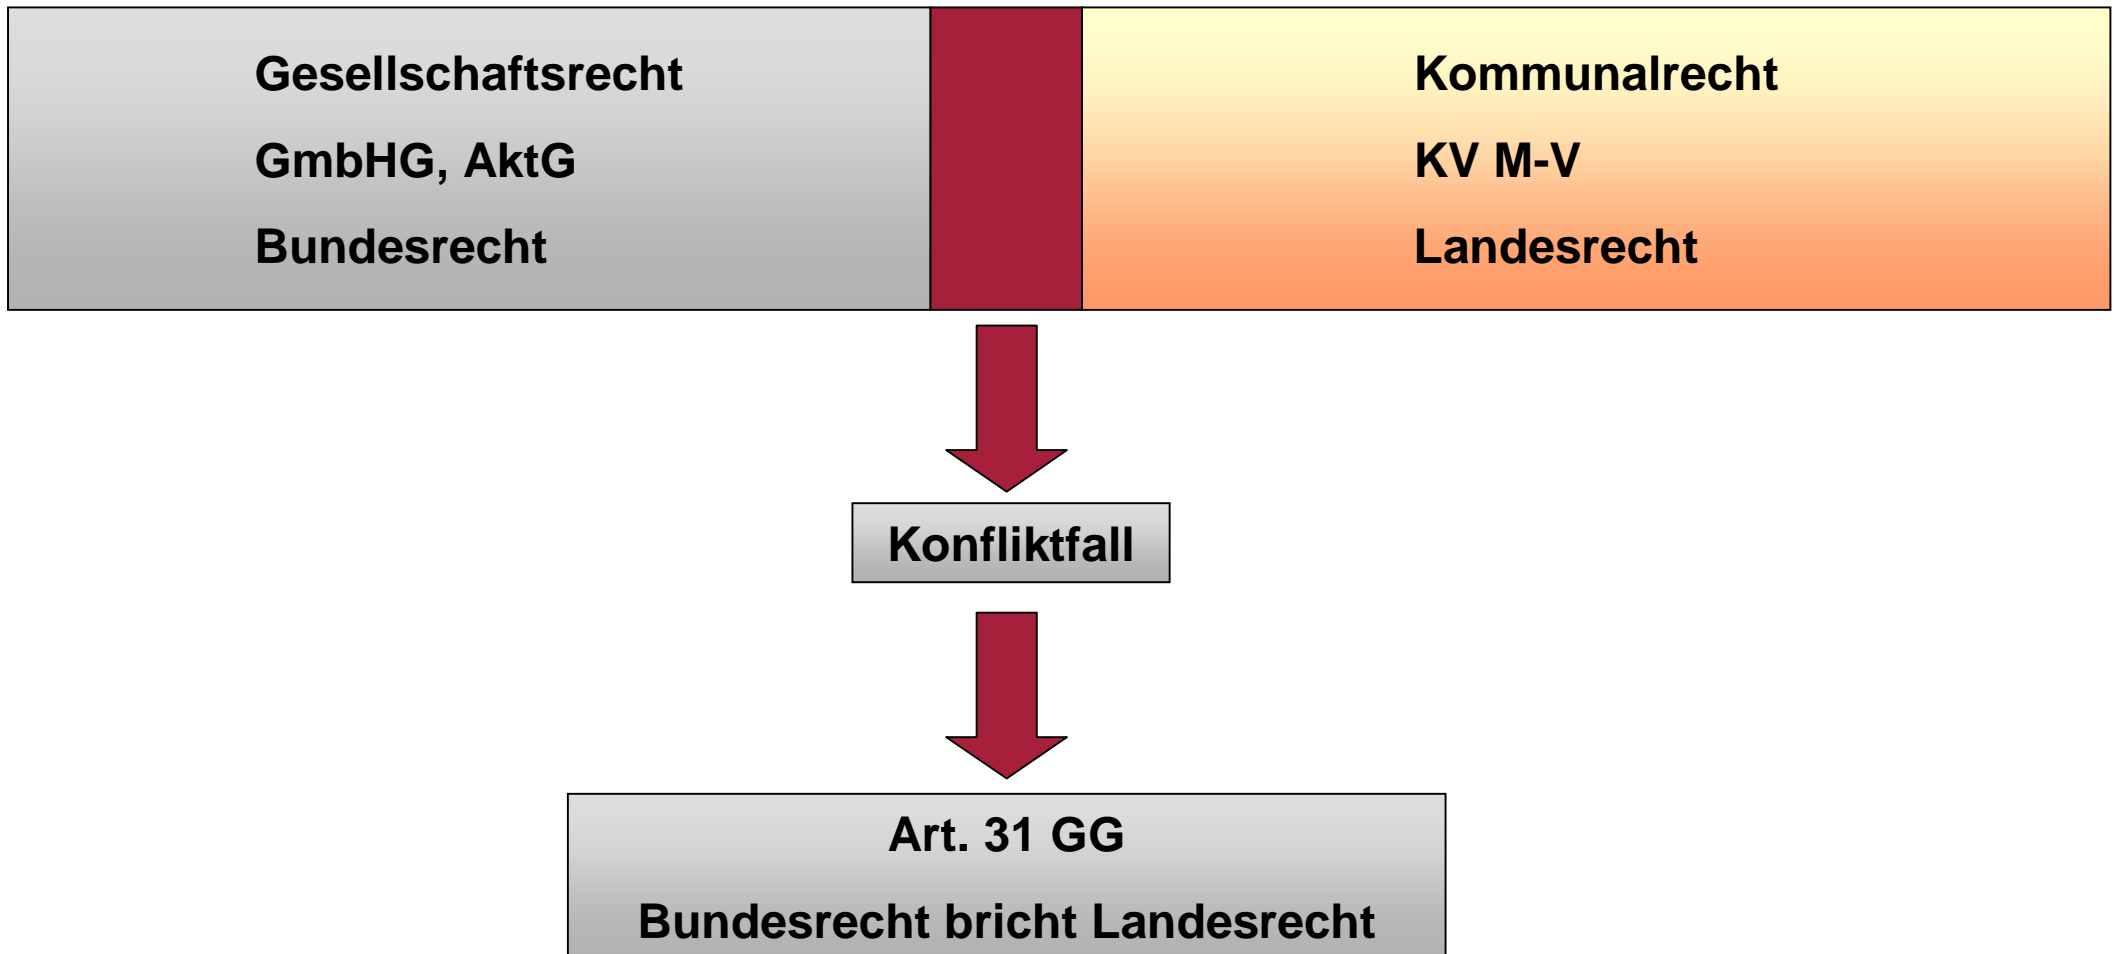 Gesellschaftsrecht
GmbHG, AktG
Bundesrecht
Kommunalrecht
KV M-V
Landesrecht
Konfliktfall
Art. 31 GG
Bundesrecht bricht Landesrecht